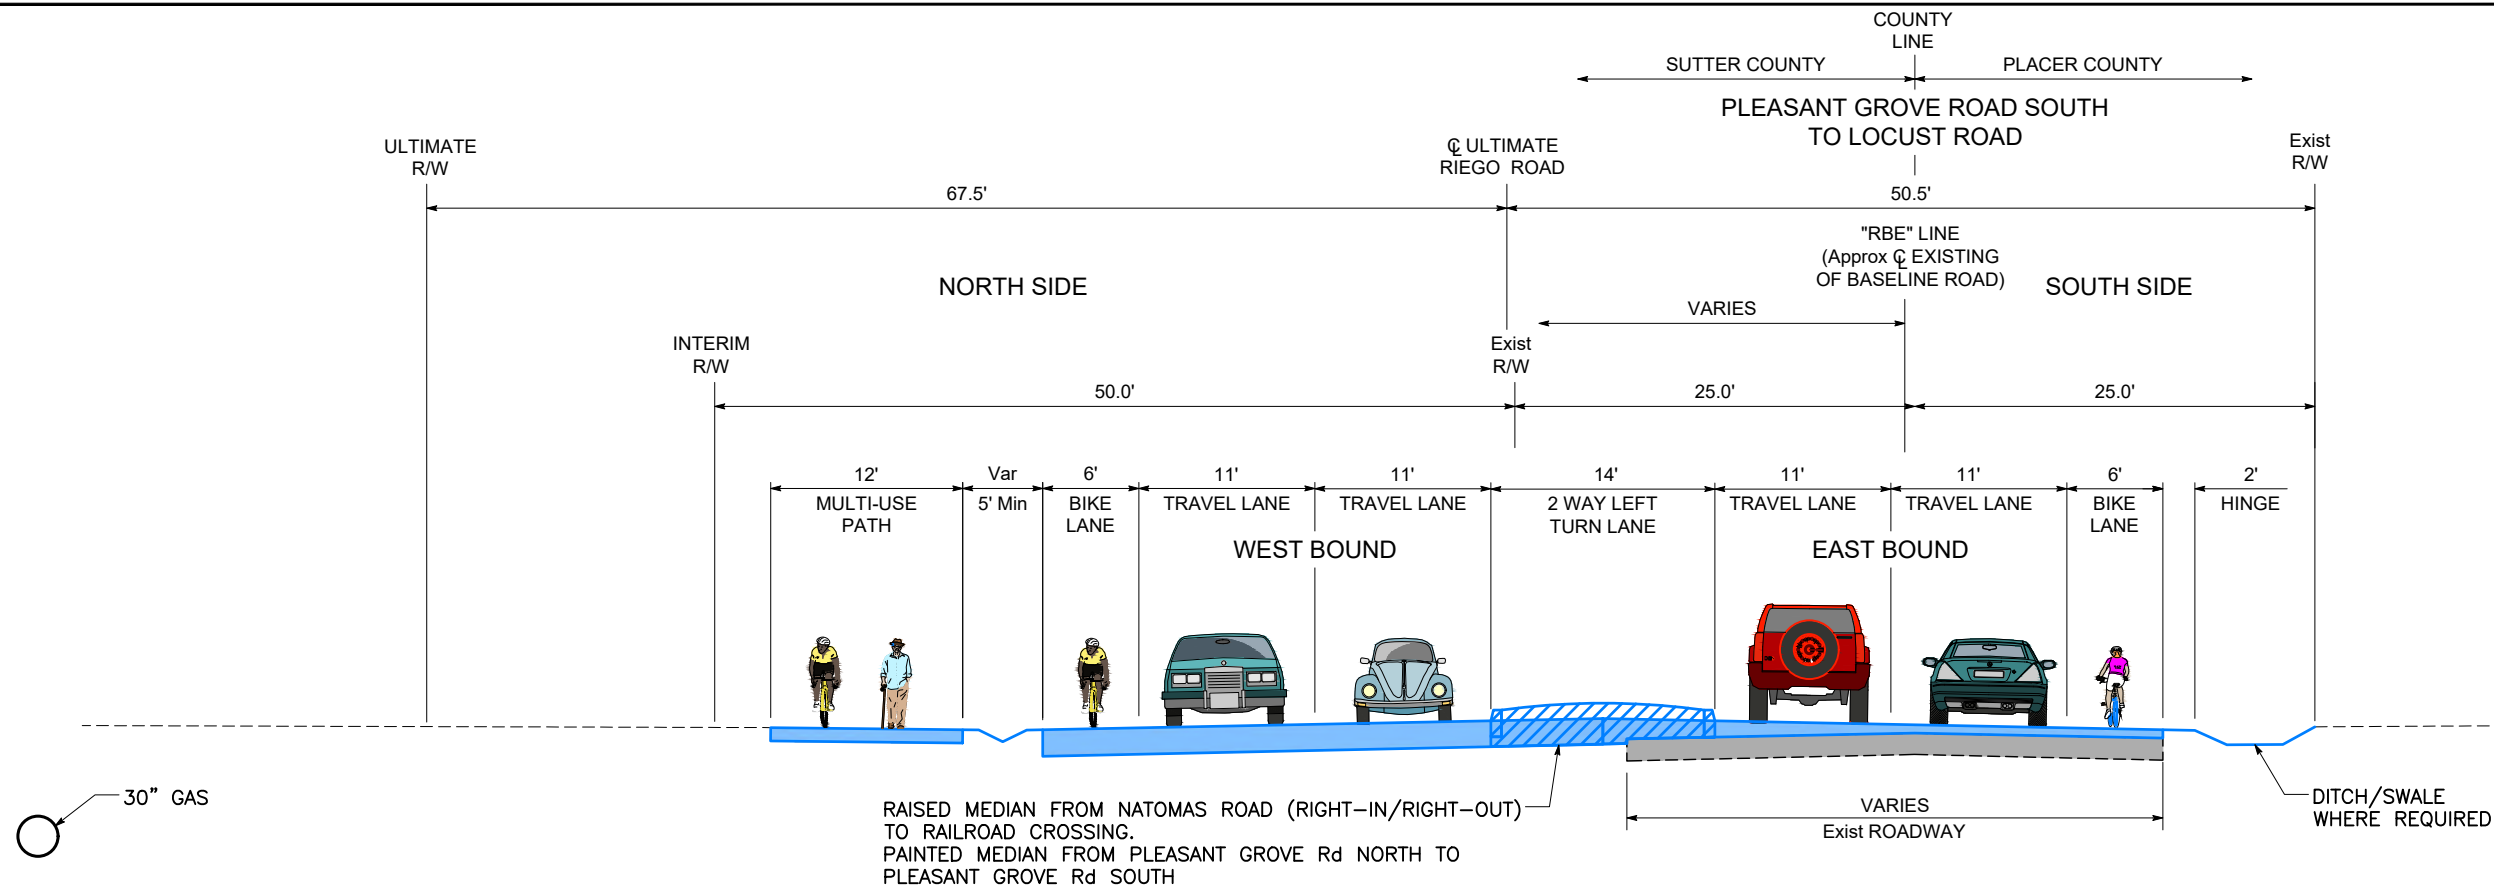 COUNTY
LINE
SUTTER COUNTY
PLACER COUNTY
PLEASANT GROVE ROAD SOUTH
TO LOCUST ROAD
ULTIMATE
R/W
℄ ULTIMATE
RIEGO ROAD
Exist
R/W
67.5'
50.5'
"RBE" LINE
(Approx ℄ EXISTING
OF BASELINE ROAD)
NORTH SIDE
SOUTH SIDE
VARIES
INTERIM
R/W
Exist
R/W
50.0'
25.0'
25.0'
12'
MULTI-USE
PATH
Var
5' Min
6'
BIKE
LANE
11'
TRAVEL LANE
11'
TRAVEL LANE
14'
2 WAY LEFT
TURN LANE
11'
TRAVEL LANE
11'
TRAVEL LANE
6'
BIKE
LANE
2'
HINGE
WEST BOUND
EAST BOUND
30" GAS
RAISED MEDIAN FROM NATOMAS ROAD (RIGHT-IN/RIGHT-OUT)
TO RAILROAD CROSSING.
PAINTED MEDIAN FROM PLEASANT GROVE Rd NORTH TO
PLEASANT GROVE Rd SOUTH
VARIES
Exist ROADWAY
DITCH/SWALE
WHERE REQUIRED